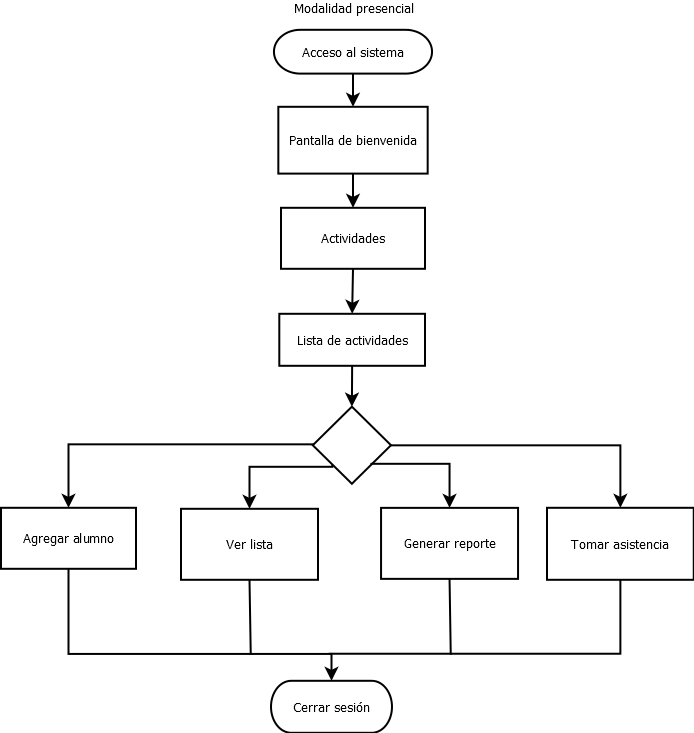 Modalidad presencial
Acceso al sistema
Pantalla de bienvenida
Actividades
Lista de actividades
Agregar alumno
Ver lista
Generar reporte
Tomar asistencia
Cerrar sesión